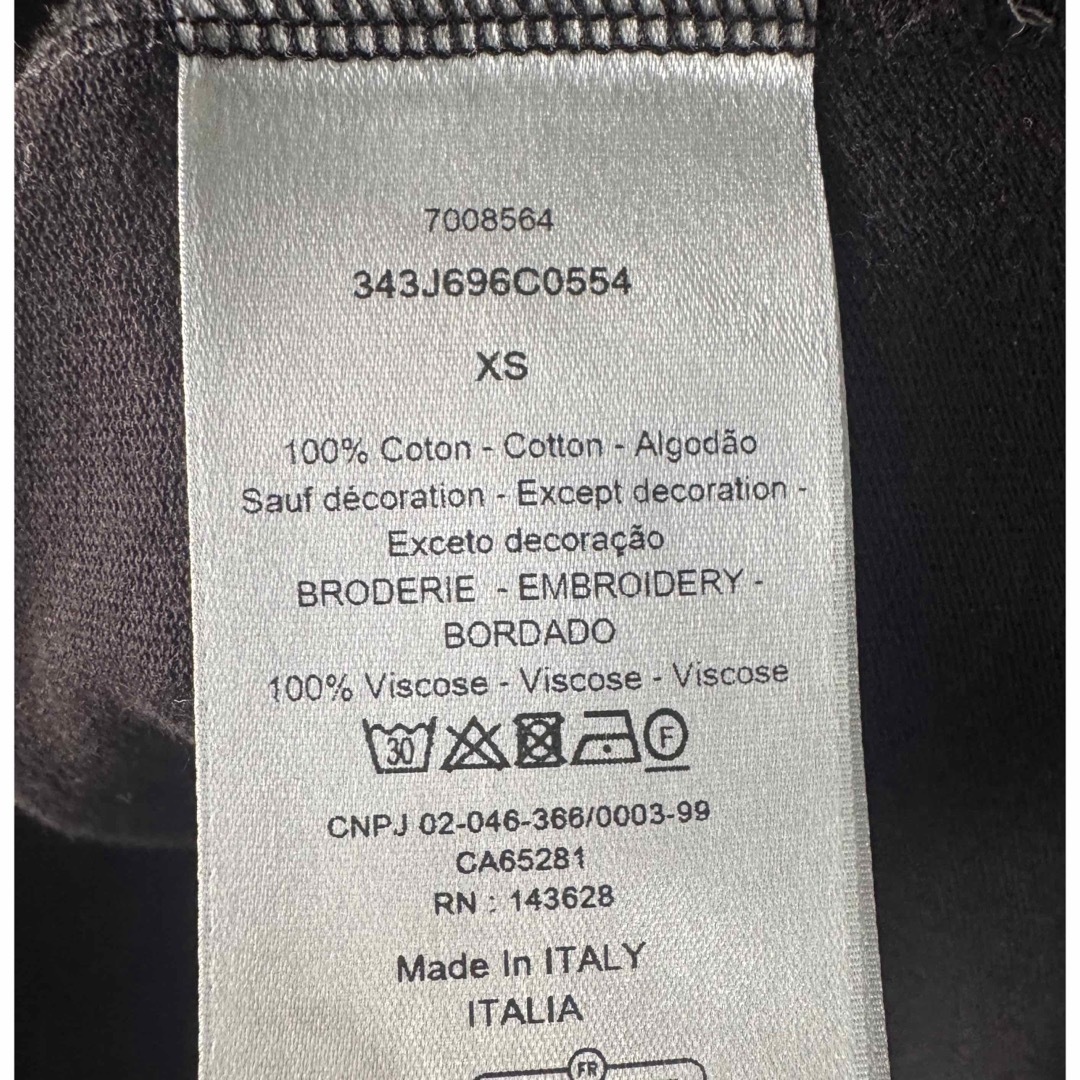 7008564
343J696C0554
XS
100% Coton - Cotton - Algodão
Sauf décoration - Except decoration -
Exceto decoração
BRODERIE - EMBROIDERY -
BORDADO
100% Viscose - Viscose - Viscose
30 F
CNPJ 02-046-366/0003-99
CA65281
RN : 143628
Made In ITALY
ITALIA
FR